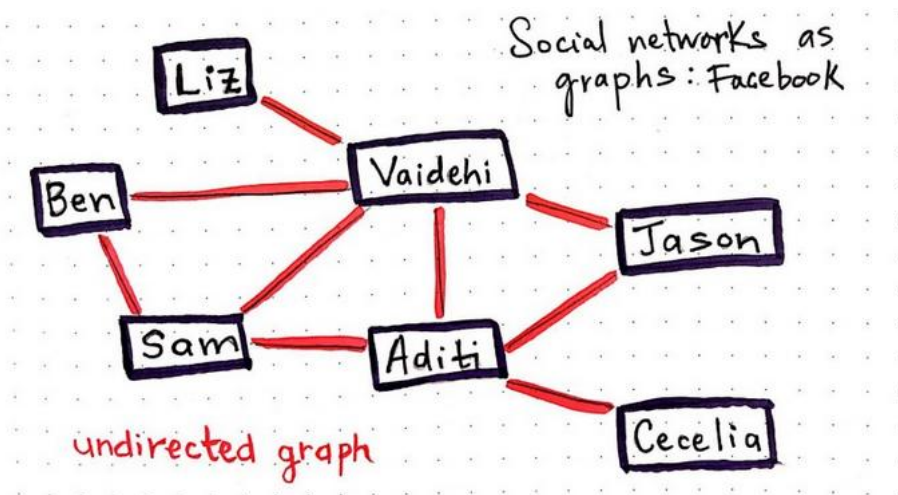 Social networks as
graphs: Facebook
Liz
Vaidehi
Ben
Jason
Sam
Aditi
Cecelia
undirected graph